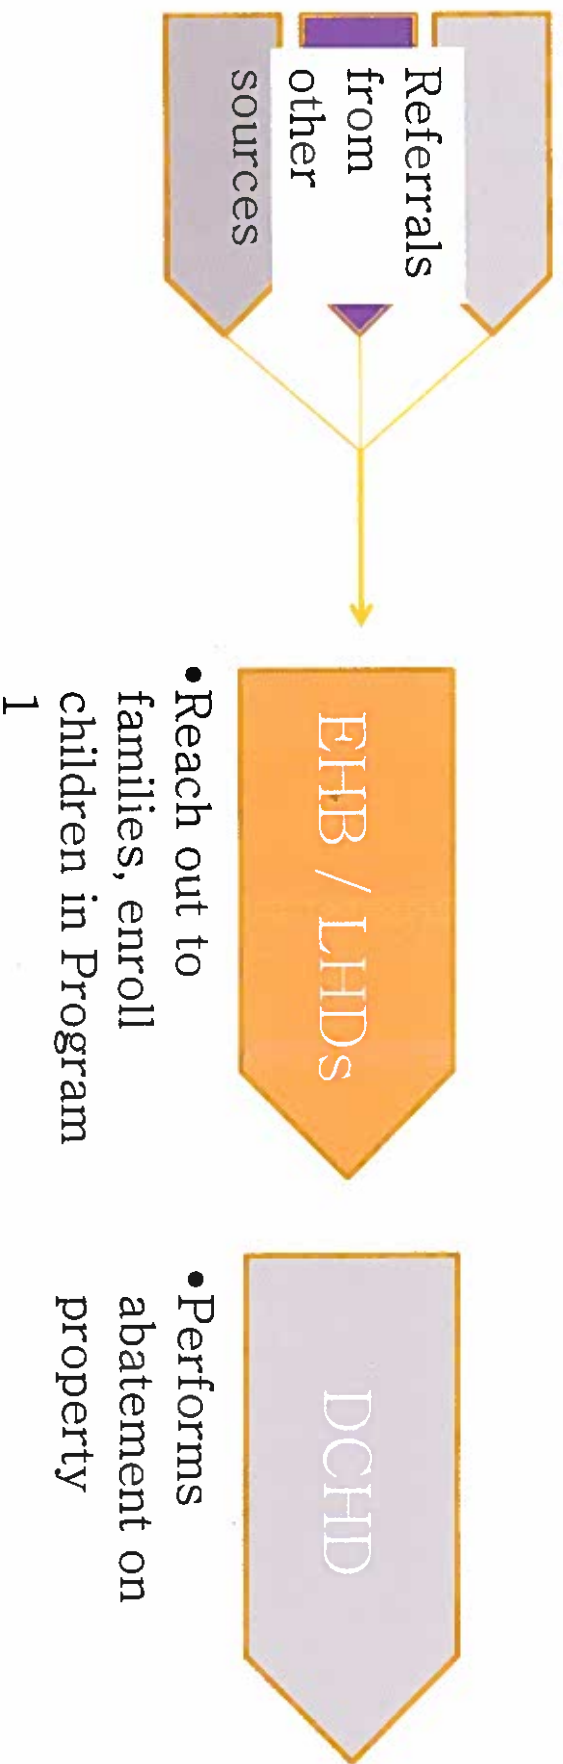 Referrals
from
other
sources
EHB / LHDs
• Reach out to
families, enroll
children in Program
1
DCHD
• Performs
abatement on
property